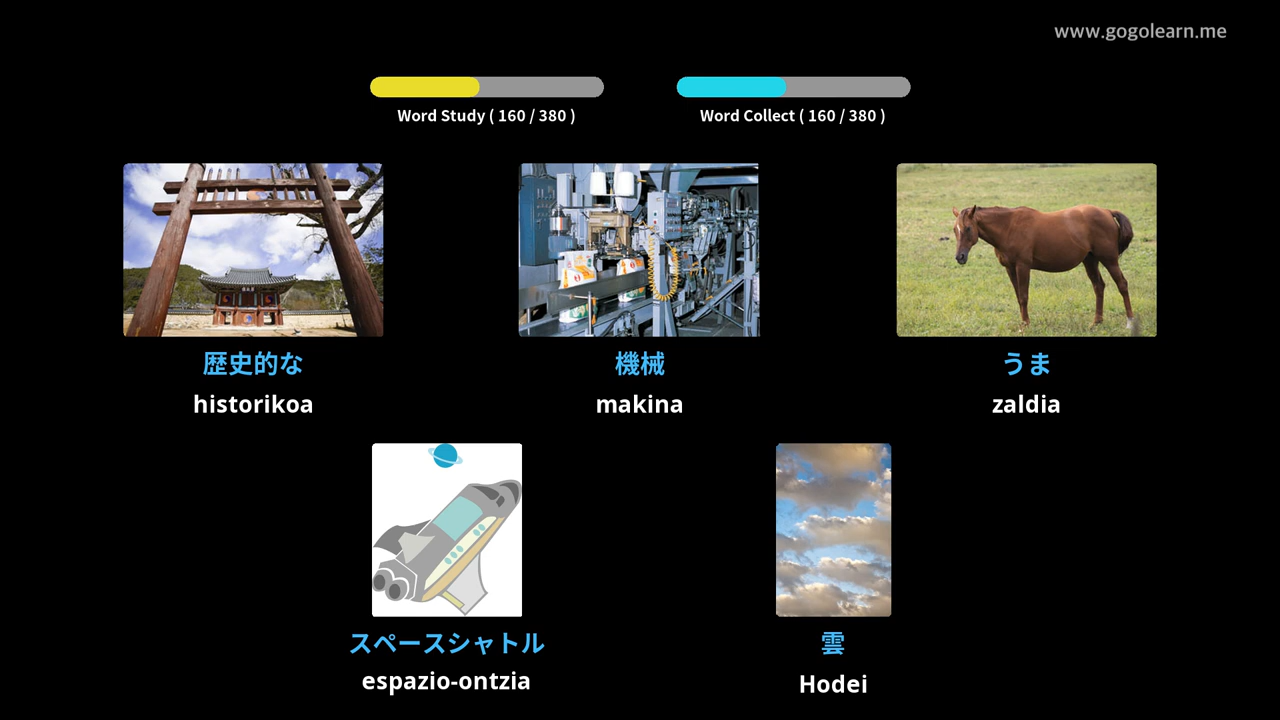 www.gogolearn.me
Word Study ( 160 / 380 )
Word Collect ( 160 / 380 )
歴史的な
historikoa
機械
makina
うま
zaldia
スペースシャトル
espazio-ontzia
雲
Hodei